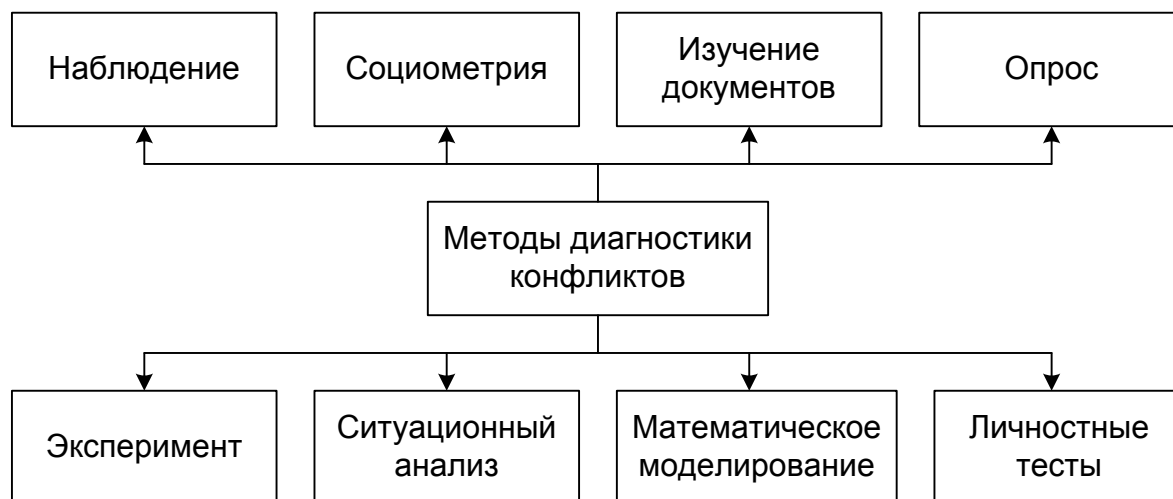 Наблюдение
Социометрия
Изучение
документов
Опрос
Методы диагностики
конфликтов
Эксперимент
Ситуационный
анализ
Математическое
моделирование
Личностные
тесты